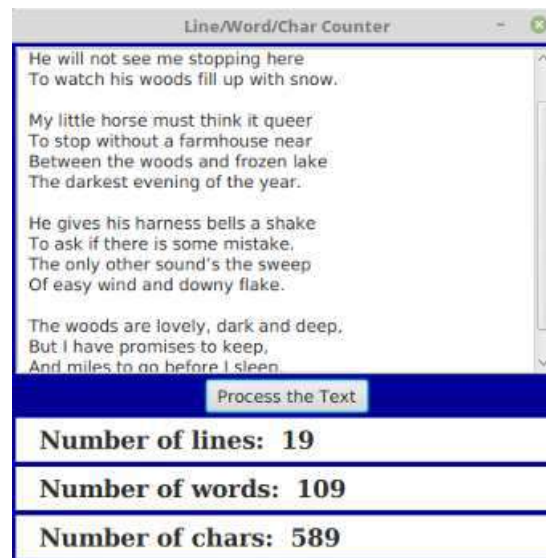 Line/Word/Char Counter
He will not see me stopping here
To watch his woods fill up with snow.
My little horse must think it queer
To stop without a farmhouse near
Between the woods and frozen lake
The darkest evening of the year.
He gives his harness bells a shake
To ask if there is some mistake.
The only other sound's the sweep
Of easy wind and downy flake.
The woods are lovely, dark and deep,
But I have promises to keep,
And miles to go before I sleep,
Process the Text
Number of lines: 19
Number of words: 109
Number of chars: 589